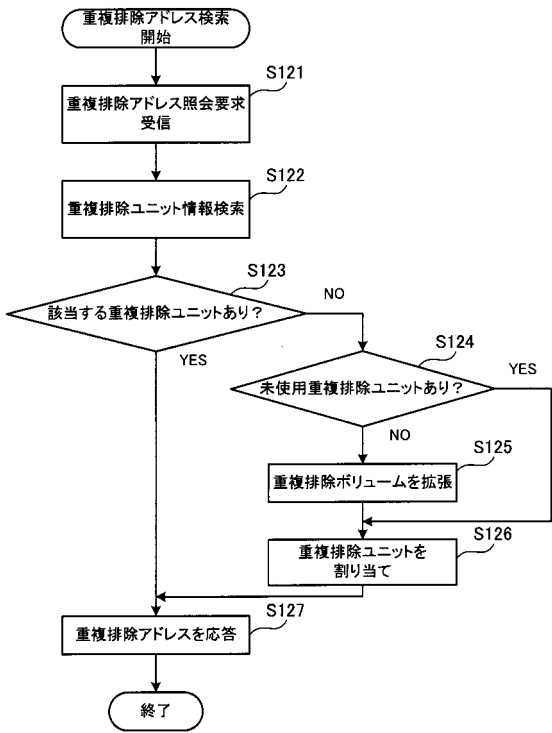 重複排除アドレス検索
開始
S121
重複排除アドレス照会要求
受信
S122
重複排除ユニット情報検索
S123
該当する重複排除ユニットあり？
NO
YES
S124
未使用重複排除ユニットあり？
YES
NO
S125
重複排除ボリュームを拡張
S126
重複排除ユニットを
割り当て
S127
重複排除アドレスを応答
終了